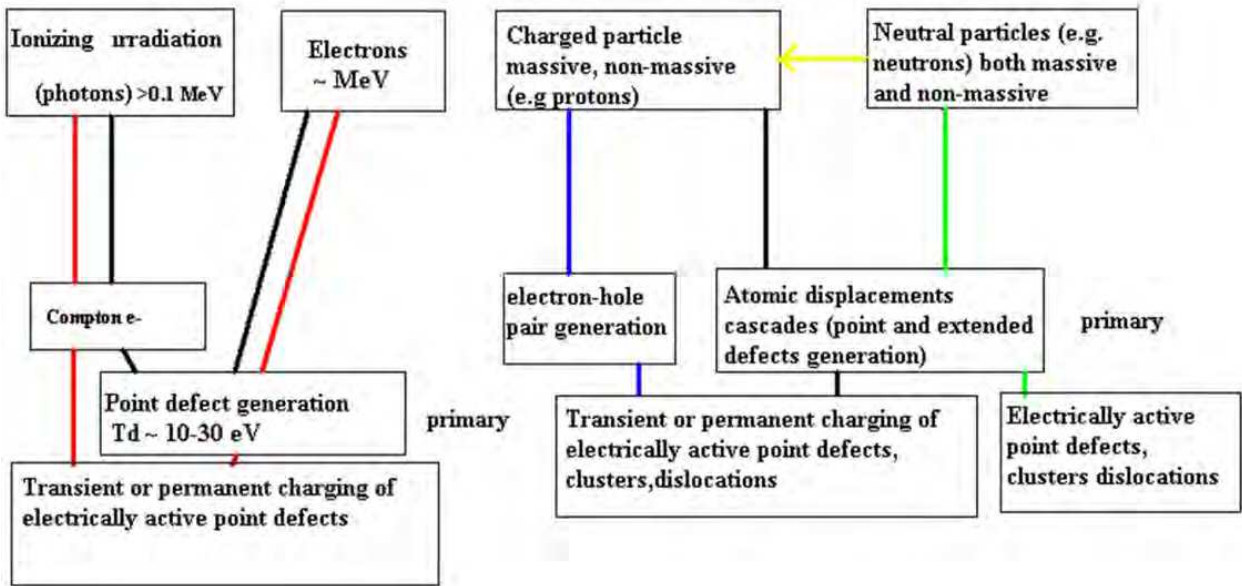 Ionizing irradiation
(photons) >0.1 MeV
Electrons
~ MeV
Charged particle
massive, non-massive
(e.g protons)
Neutral particles (e.g.
neutrons) both massive
and non-massive
Compton e-
electron-hole
pair generation
Atomic displacements
cascades (point and extended
defects generation)
primary
Point defect generation
Td ~ 10-30 eV
primary
Transient or permanent charging of
electrically active point defects,
clusters,dislocations
Electrically active
point defects,
clusters dislocations
Transient or permanent charging of
electrically active point defects